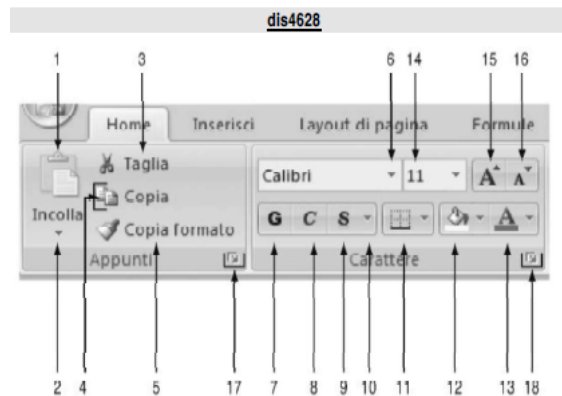 dis4628
1 3 6 14 15 16
Home Inserisci Layout di pagina Formule
Taglia
Calibri 11 A A
Copia
Incolla
G C S A
Copia formato
Appunti Carattere
2 4 5 17 7 8 9 10 11 12 13 18